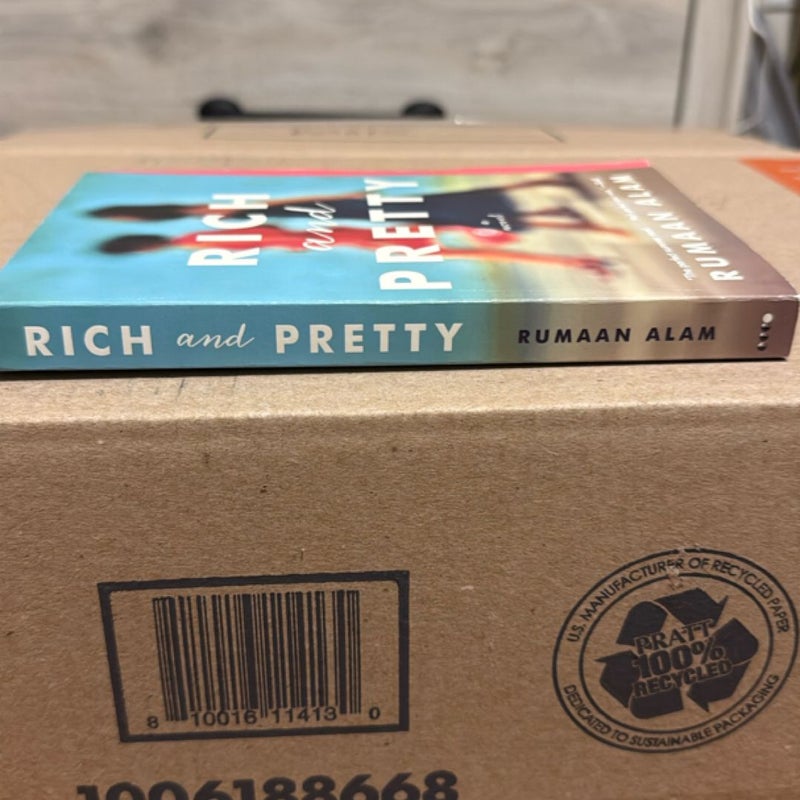 RICH
and
PRETTY
a novel
RUMAAN ALAM
RICH and PRETTY RUMAAN ALAM
U.S. MANUFACTURER OF RECYCLED PAPER
PRATT
100%
RECYCLED
DEDICATED TO SUSTAINABLE PACKAGING
8 10016 11413 0
1006188668